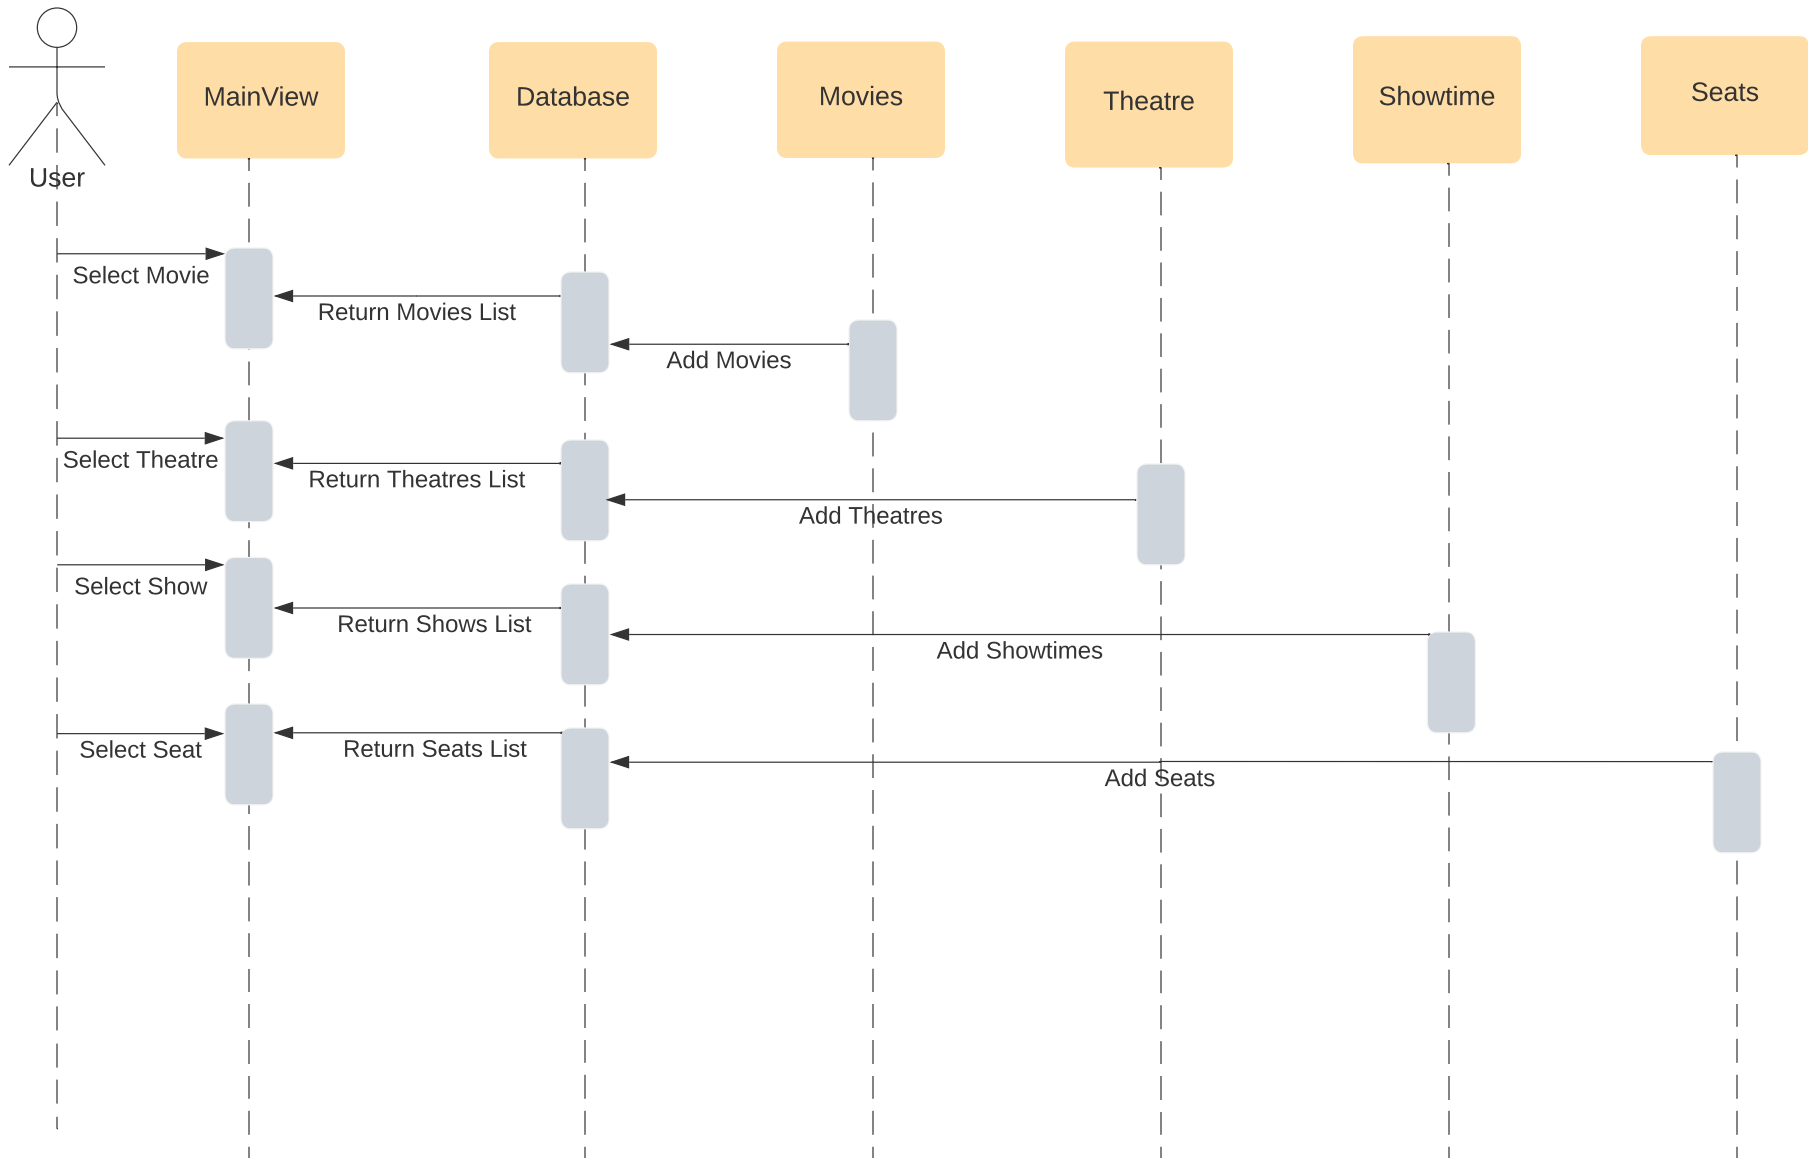 User
MainView
Database
Movies
Theatre
Showtime
Seats
Select Movie
Return Movies List
Add Movies
Select Theatre
Return Theatres List
Add Theatres
Select Show
Return Shows List
Add Showtimes
Select Seat
Return Seats List
Add Seats